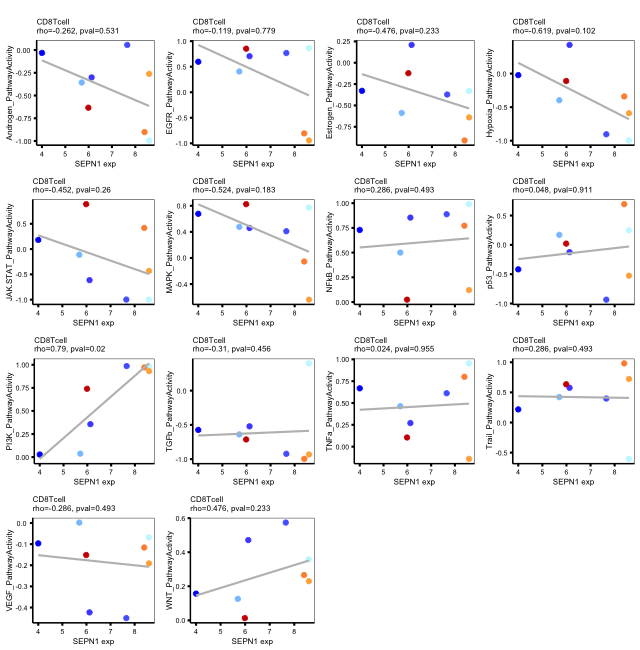 CD8Tcell
rho=-0.262, pval=0.531
Androgen_PathwayActivity
0.00
-0.25
-0.50
-0.75
-1.00
4
5
6
7
8
SEPN1 exp
CD8Tcell
rho=-0.119, pval=0.779
EGFR_PathwayActivity
1.0
0.5
0.0
-0.5
-1.0
4
5
6
7
8
SEPN1 exp
CD8Tcell
rho=-0.476, pval=0.233
Estrogen_PathwayActivity
0.25
0.00
-0.25
-0.50
-0.75
4
5
6
7
8
SEPN1 exp
CD8Tcell
rho=-0.619, pval=0.102
Hypoxia_PathwayActivity
0.0
-0.5
-1.0
4
5
6
7
8
SEPN1 exp
CD8Tcell
rho=-0.452, pval=0.26
JAK.STAT_PathwayActivity
0.5
0.0
-0.5
-1.0
4
5
6
7
8
SEPN1 exp
CD8Tcell
rho=-0.524, pval=0.183
MAPK_PathwayActivity
0.8
0.4
0.0
-0.4
4
5
6
7
8
SEPN1 exp
CD8Tcell
rho=0.286, pval=0.493
NFkB_PathwayActivity
1.00
0.75
0.50
0.25
0.00
4
5
6
7
8
SEPN1 exp
CD8Tcell
rho=0.048, pval=0.911
p53_PathwayActivity
0.5
0.0
-0.5
-1.0
4
5
6
7
8
SEPN1 exp
CD8Tcell
rho=0.79, pval=0.02
PI3K_PathwayActivity
1.00
0.75
0.50
0.25
0.00
4
5
6
7
8
SEPN1 exp
CD8Tcell
rho=-0.31, pval=0.456
TGFb_PathwayActivity
0.0
-0.5
-1.0
4
5
6
7
8
SEPN1 exp
CD8Tcell
rho=0.024, pval=0.955
TNFa_PathwayActivity
1.00
0.75
0.50
0.25
0.00
4
5
6
7
8
SEPN1 exp
CD8Tcell
rho=0.286, pval=0.493
Trail_PathwayActivity
1.0
0.5
0.0
-0.5
4
5
6
7
8
SEPN1 exp
CD8Tcell
rho=-0.286, pval=0.493
VEGF_PathwayActivity
0.0
-0.1
-0.2
-0.3
-0.4
4
5
6
7
8
SEPN1 exp
CD8Tcell
rho=0.476, pval=0.233
WNT_PathwayActivity
0.6
0.4
0.2
0.0
4
5
6
7
8
SEPN1 exp